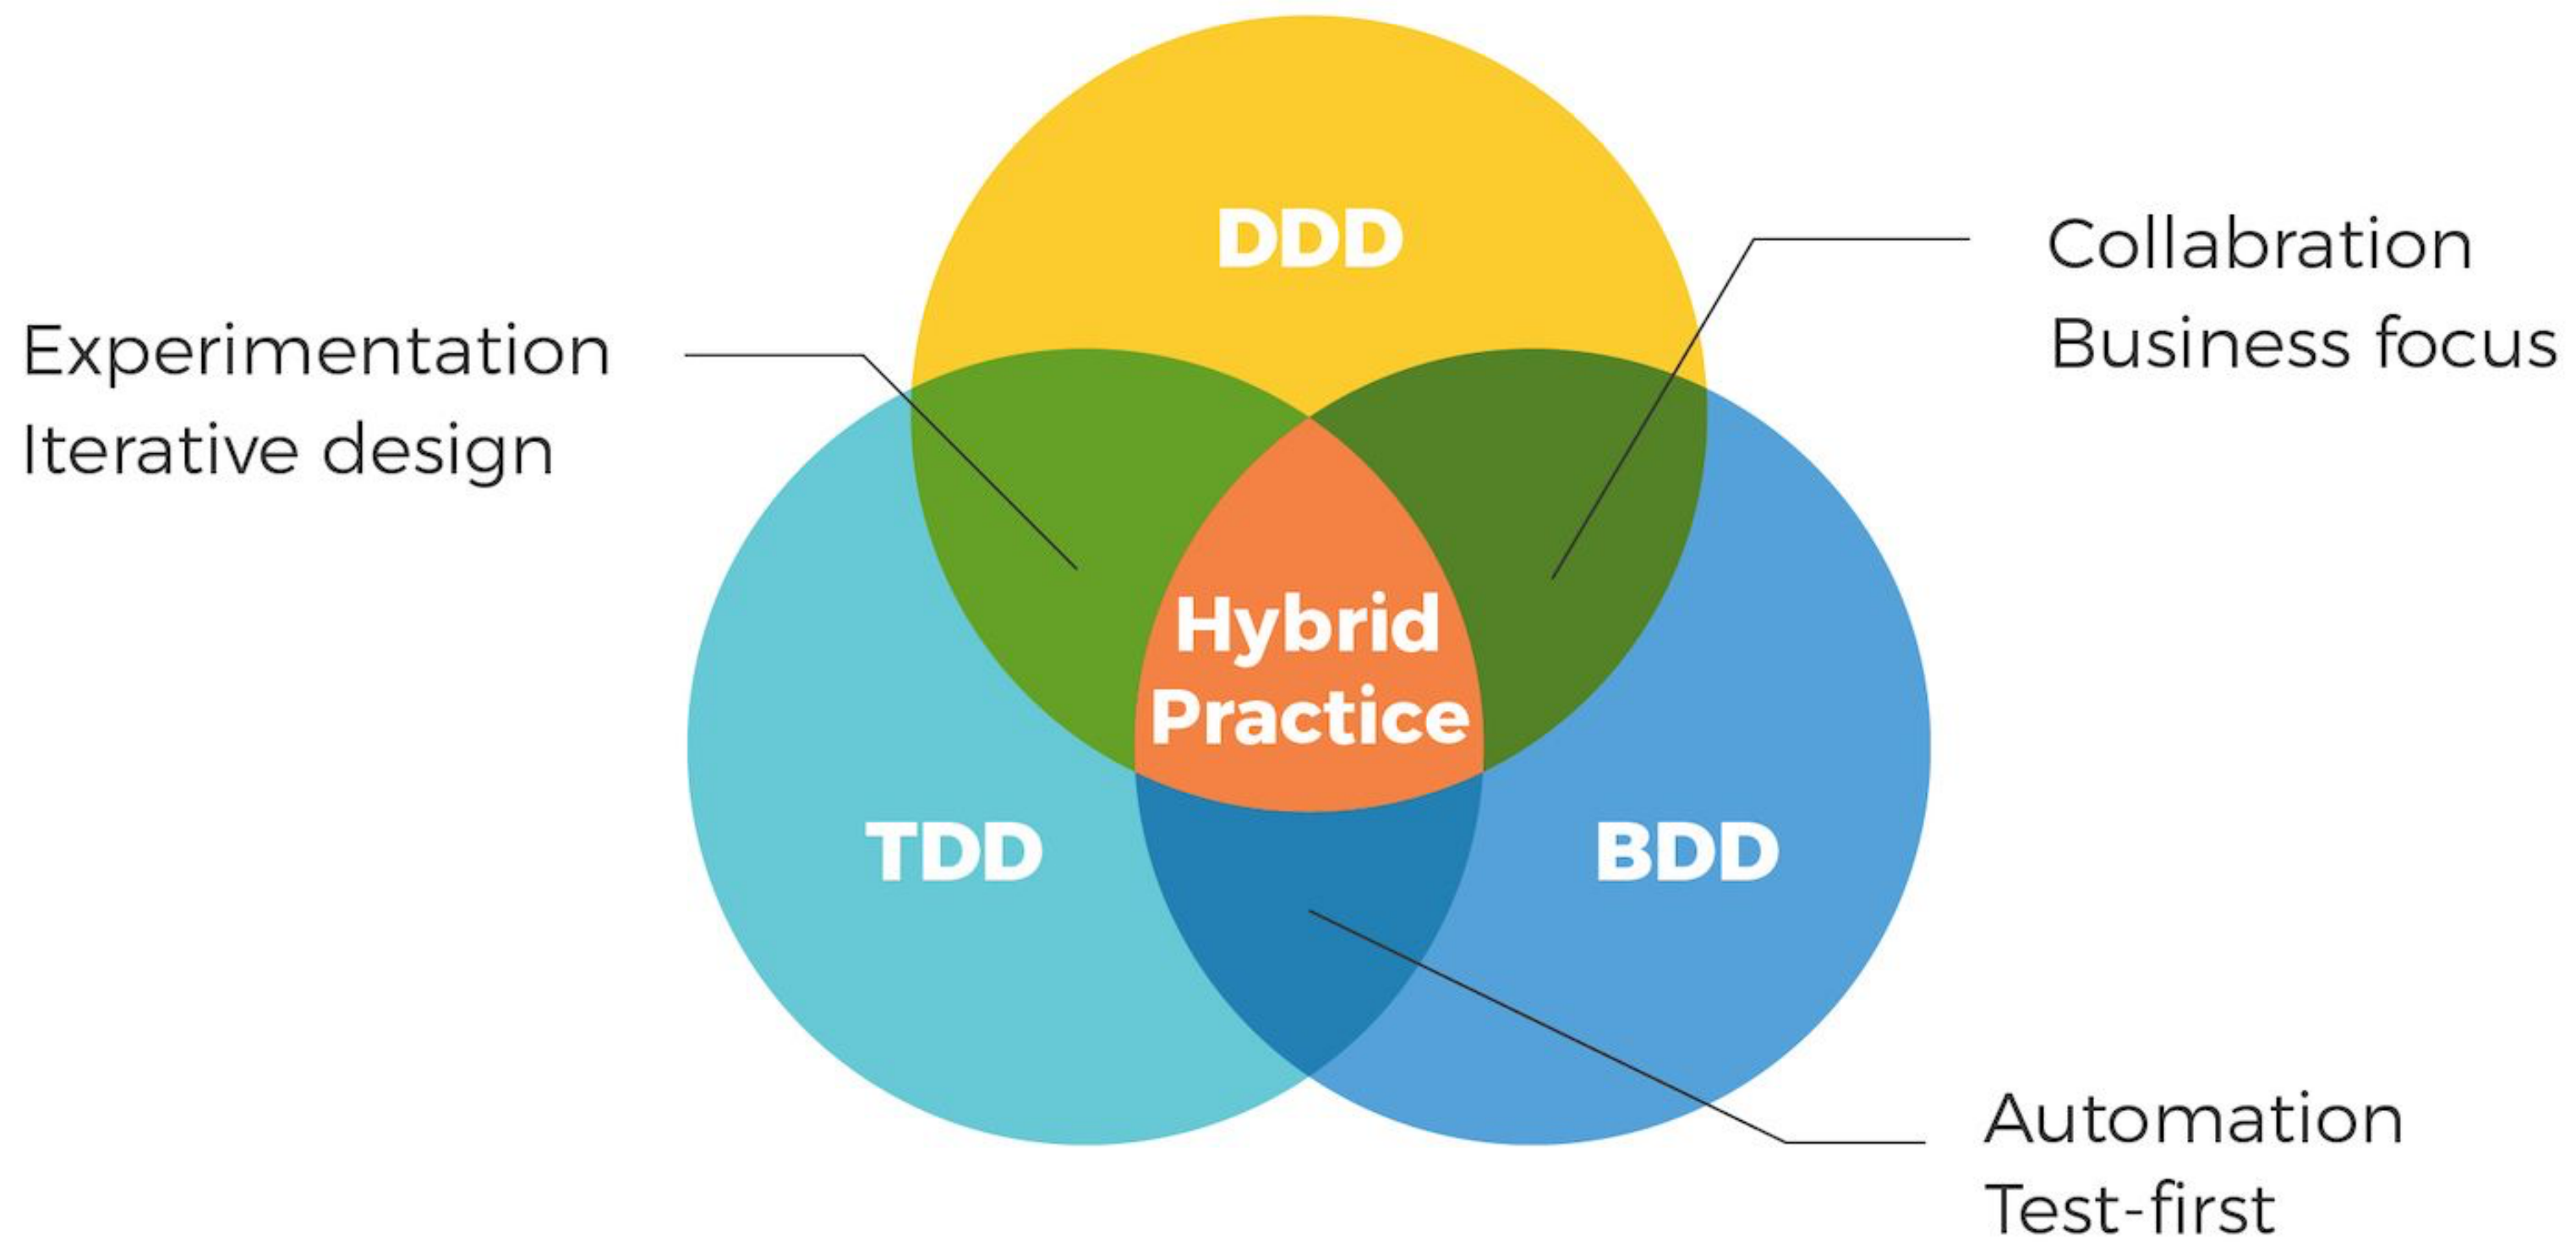 DDD
Collabration
Business focus
Experimentation
Iterative design
Hybrid
Practice
TDD
BDD
Automation
Test-first